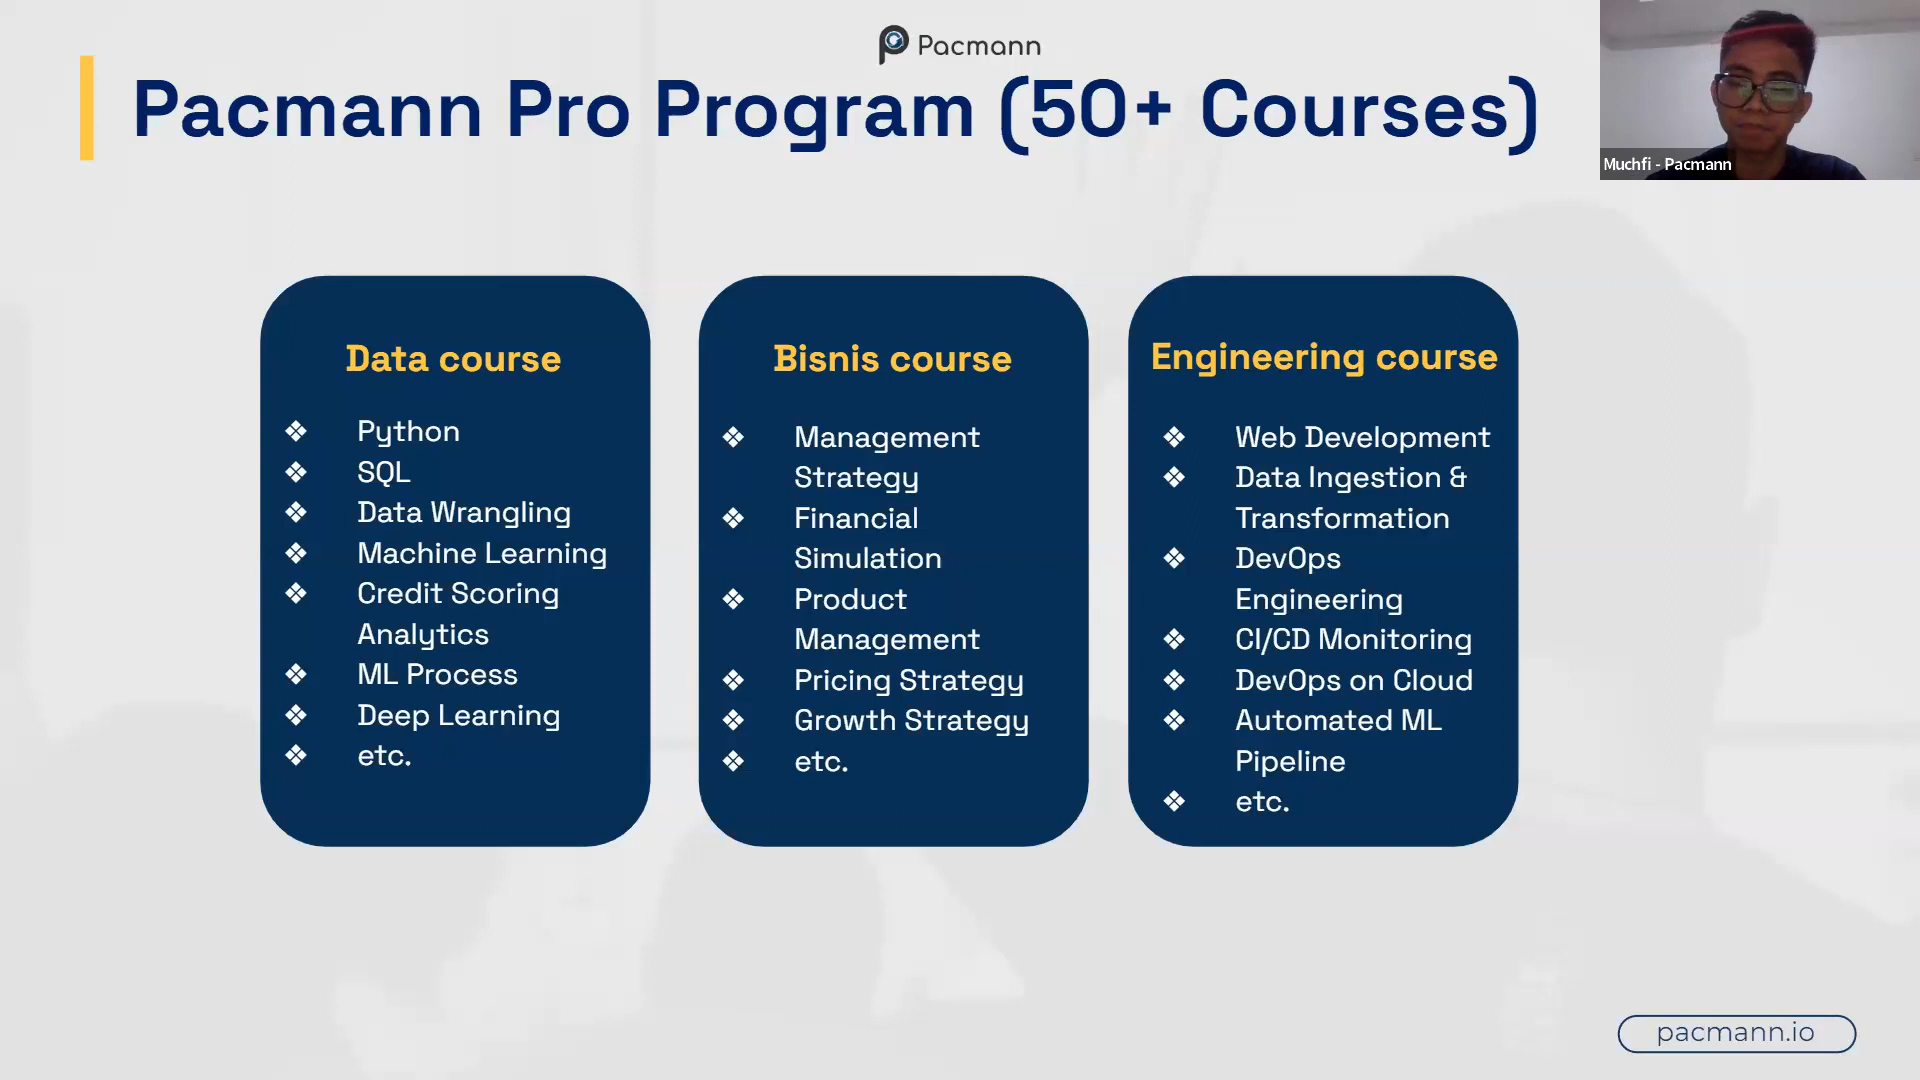 Pacmann
Pacmann Pro Program (50+ Courses)
Muchfi - Pacmann
Data course
❖ Python
❖ SQL
❖ Data Wrangling
❖ Machine Learning
❖ Credit Scoring
Analytics
❖ ML Process
❖ Deep Learning
❖ etc.
Bisnis course
❖ Management
Strategy
❖ Financial
Simulation
❖ Product
Management
❖ Pricing Strategy
❖ Growth Strategy
❖ etc.
Engineering course
❖ Web Development
❖ Data Ingestion &
Transformation
❖ DevOps
Engineering
❖ CI/CD Monitoring
❖ DevOps on Cloud
❖ Automated ML
Pipeline
❖ etc.
pacmann.io